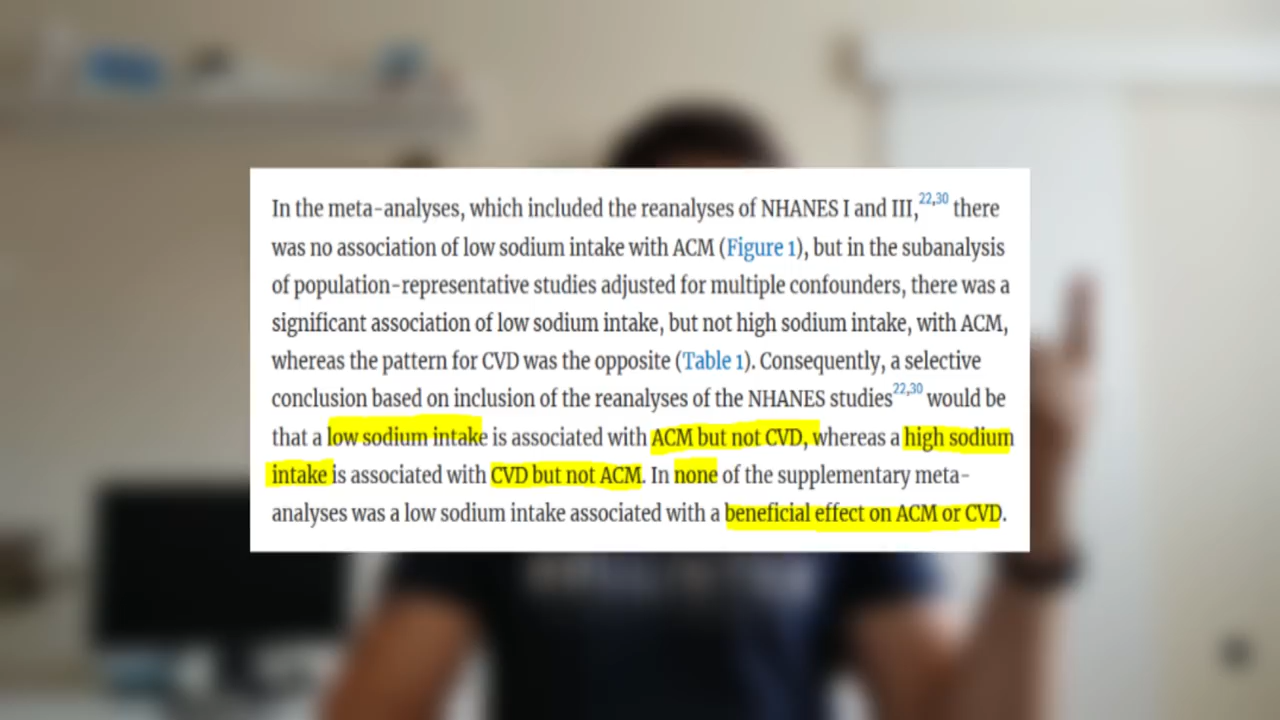 In the meta-analyses, which included the reanalyses of NHANES I and III,22,30 there
was no association of low sodium intake with ACM (Figure 1), but in the subanalysis
of population-representative studies adjusted for multiple confounders, there was a
significant association of low sodium intake, but not high sodium intake, with ACM,
whereas the pattern for CVD was the opposite (Table 1). Consequently, a selective
conclusion based on inclusion of the reanalyses of the NHANES studies22,30 would be
that a low sodium intake is associated with ACM but not CVD, whereas a high sodium
intake is associated with CVD but not ACM. In none of the supplementary meta-
analyses was a low sodium intake associated with a beneficial effect on ACM or CVD.